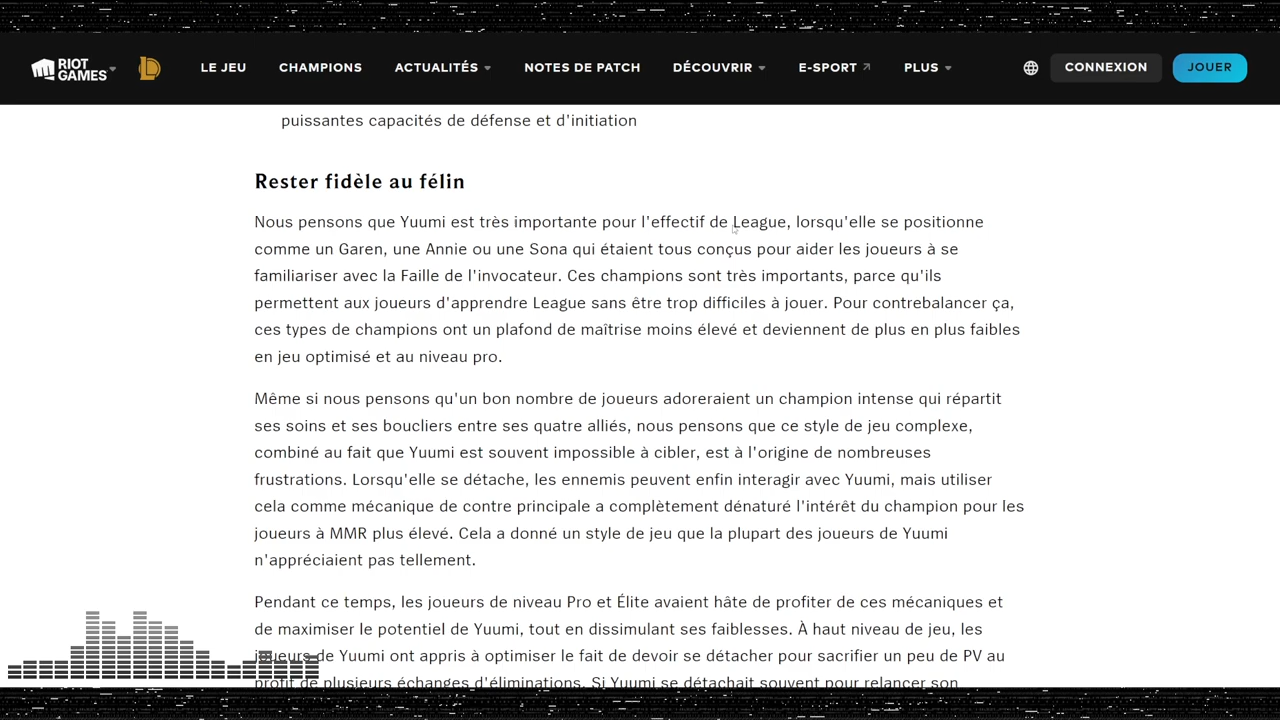 RIOT GAMES
LE JEU
CHAMPIONS
ACTUALITÉS
NOTES DE PATCH
DÉCOUVRIR
E-SPORT
PLUS
CONNEXION
JOUER
puissantes capacités de défense et d'initiation
Rester fidèle au félin
Nous pensons que Yuumi est très importante pour l'effectif de League, lorsqu'elle se positionne
comme un Garen, une Annie ou une Sona qui étaient tous conçus pour aider les joueurs à se
familiariser avec la Faille de l'invocateur. Ces champions sont très importants, parce qu'ils
permettent aux joueurs d'apprendre League sans être trop difficiles à jouer. Pour contrebalancer ça,
ces types de champions ont un plafond de maîtrise moins élevé et deviennent de plus en plus faibles
en jeu optimisé et au niveau pro.
Même si nous pensons qu'un bon nombre de joueurs adoreraient un champion intense qui répartit
ses soins et ses boucliers entre ses quatre alliés, nous pensons que ce style de jeu complexe,
combiné au fait que Yuumi est souvent impossible à cibler, est à l'origine de nombreuses
frustrations. Lorsqu'elle se détache, les ennemis peuvent enfin interagir avec Yuumi, mais utiliser
cela comme mécanique de contre principale a complètement dénaturé l'intérêt du champion pour les
joueurs à MMR plus élevé. Cela a donné un style de jeu que la plupart des joueurs de Yuumi
n'appréciaient pas tellement.
Pendant ce temps, les joueurs de niveau Pro et Élite avaient hâte de profiter de ces mécaniques et
de maximiser le potentiel de Yuumi, tout en dissimulant ses faiblesses. À haut niveau de jeu, les
joueurs de Yuumi ont appris à optimiser le fait de devoir se détacher pour sacrifier un peu de PV au
profit de plusieurs échanges d'éliminations. Si Yuumi se détachait souvent pour relancer son